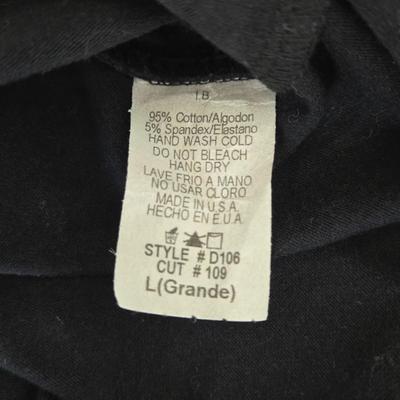 I.B.
95% Cotton/Algodon
5% Spandex/Elastano
HAND WASH COLD
DO NOT BLEACH
HANG DRY
LAVE FRIO A MANO
NO USAR CLORO
MADE IN U.S.A.
HECHO EN E.U.A.
STYLE # D106
CUT # 109
L(Grande)